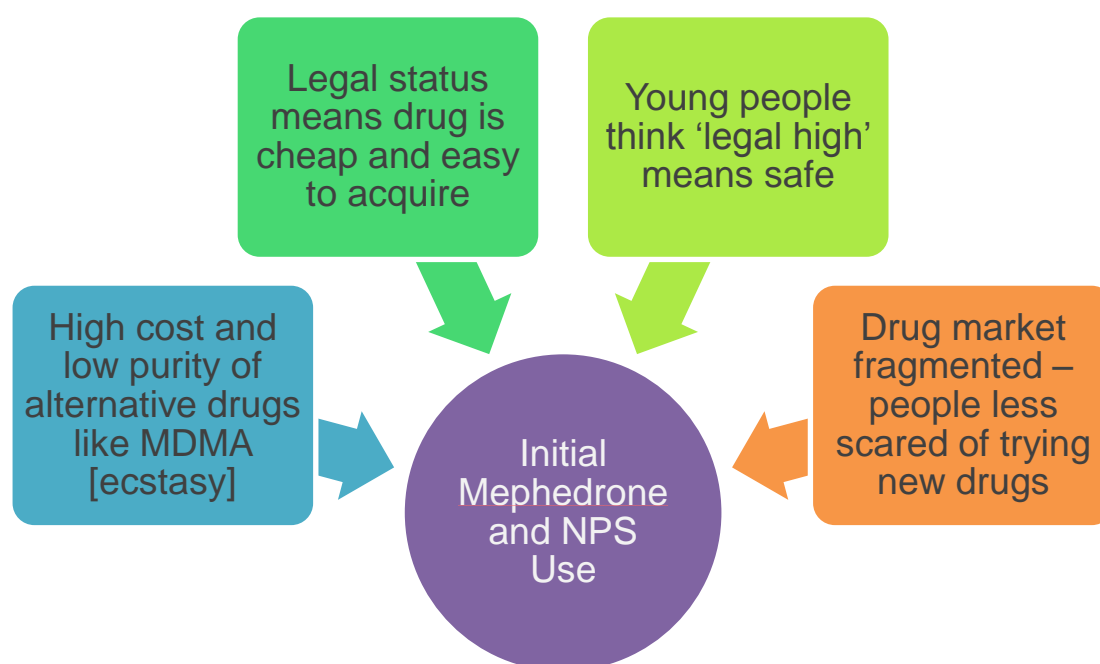 Legal status
means drug is
cheap and easy
to acquire
Young people
think ‘legal high’
means safe
High cost and
low purity of
alternative drugs
like MDMA
[ecstasy]
Drug market
fragmented –
people less
scared of trying
new drugs
Initial
Mephedrone
and NPS
Use